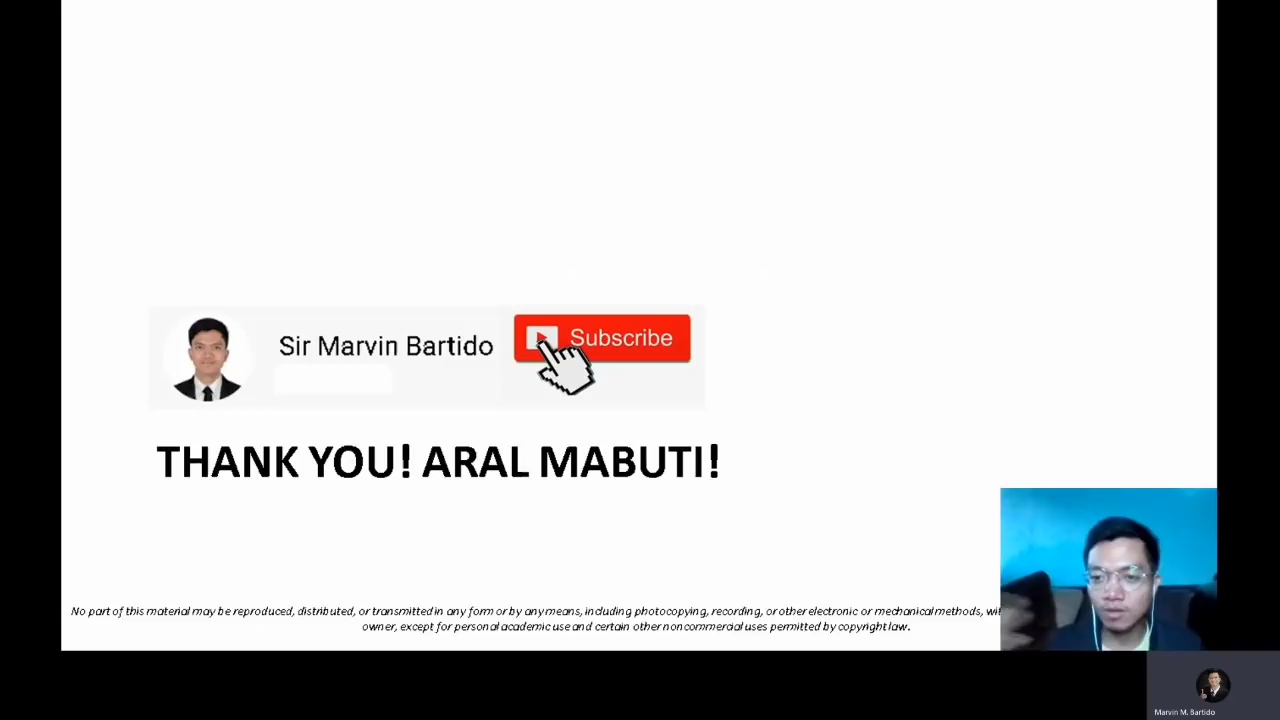 Sir Marvin Bartido
Subscribe
THANK YOU! ARAL MABUTI!
No part of this material may be reproduced, distributed, or transmitted in any form or by any means, including photocopying, recording, or other electronic or mechanical methods,
owner, except for personal academic use and certain other noncommercial uses permitted by copyright law.
Marvin M. Bartido